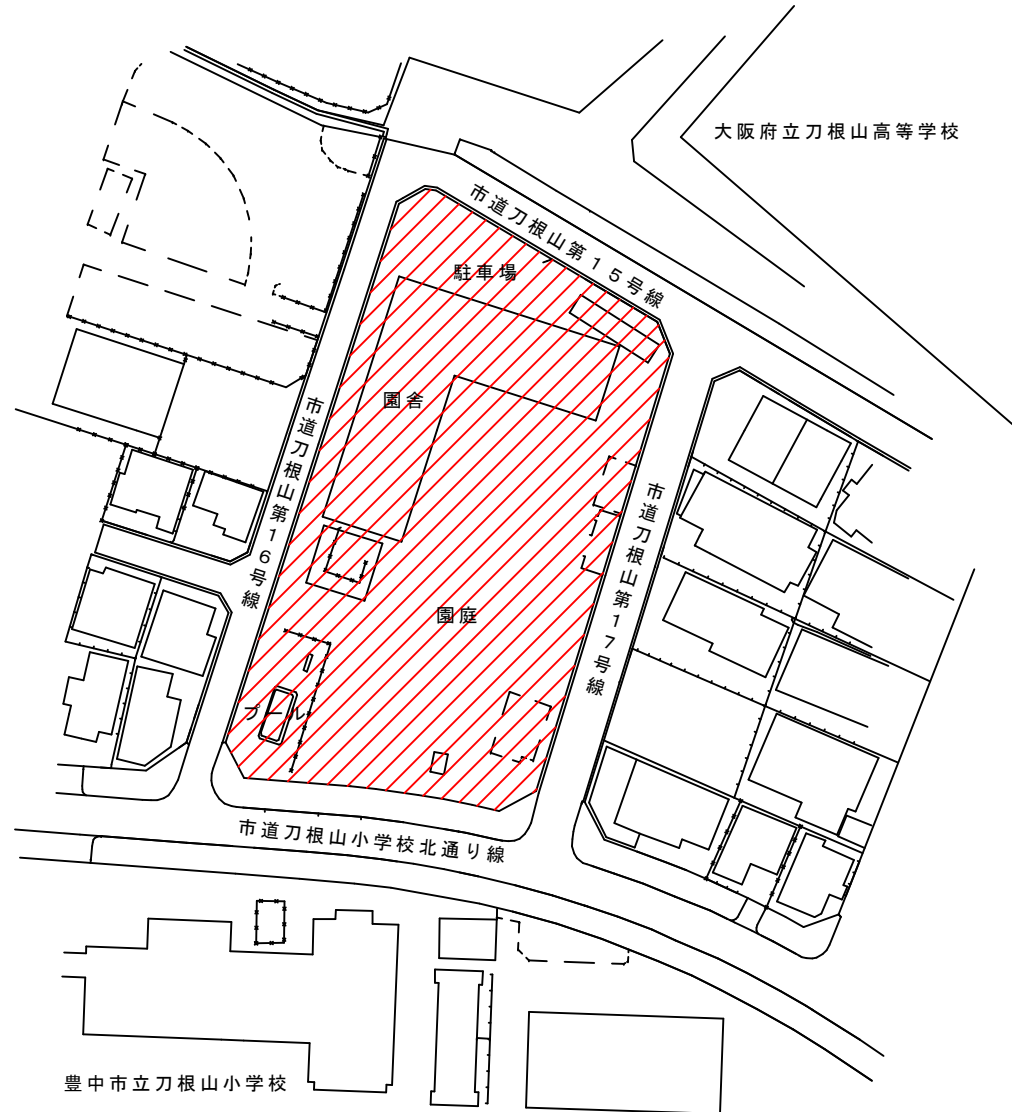 大阪府立刀根山高等学校
市道刀根山第１５号線
駐車場
園舎
市道刀根山第１６号線
市道刀根山第１７号線
園庭
プール
市道刀根山小学校北通り線
豊中市立刀根山小学校